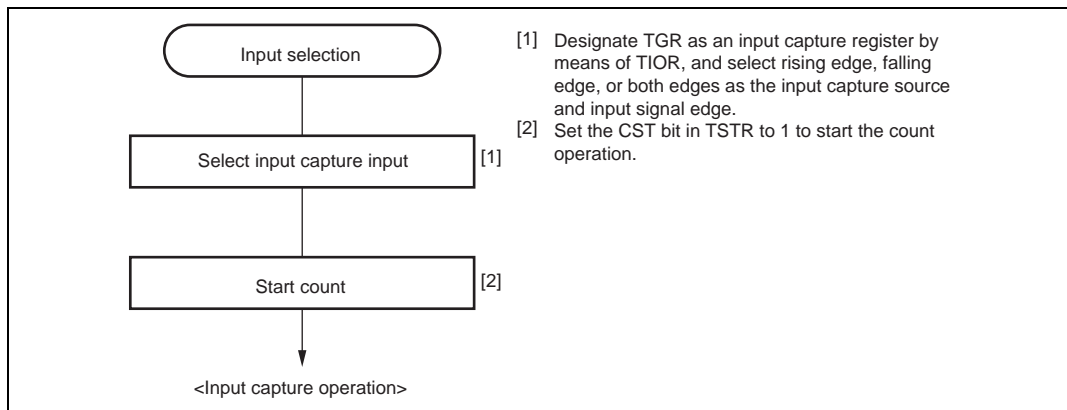 Input selection
Select input capture input
[1]
Start count
[2]
<Input capture operation>
[1] Designate TGR as an input capture register by
means of TIOR, and select rising edge, falling
edge, or both edges as the input capture source
and input signal edge.
[2] Set the CST bit in TSTR to 1 to start the count
operation.